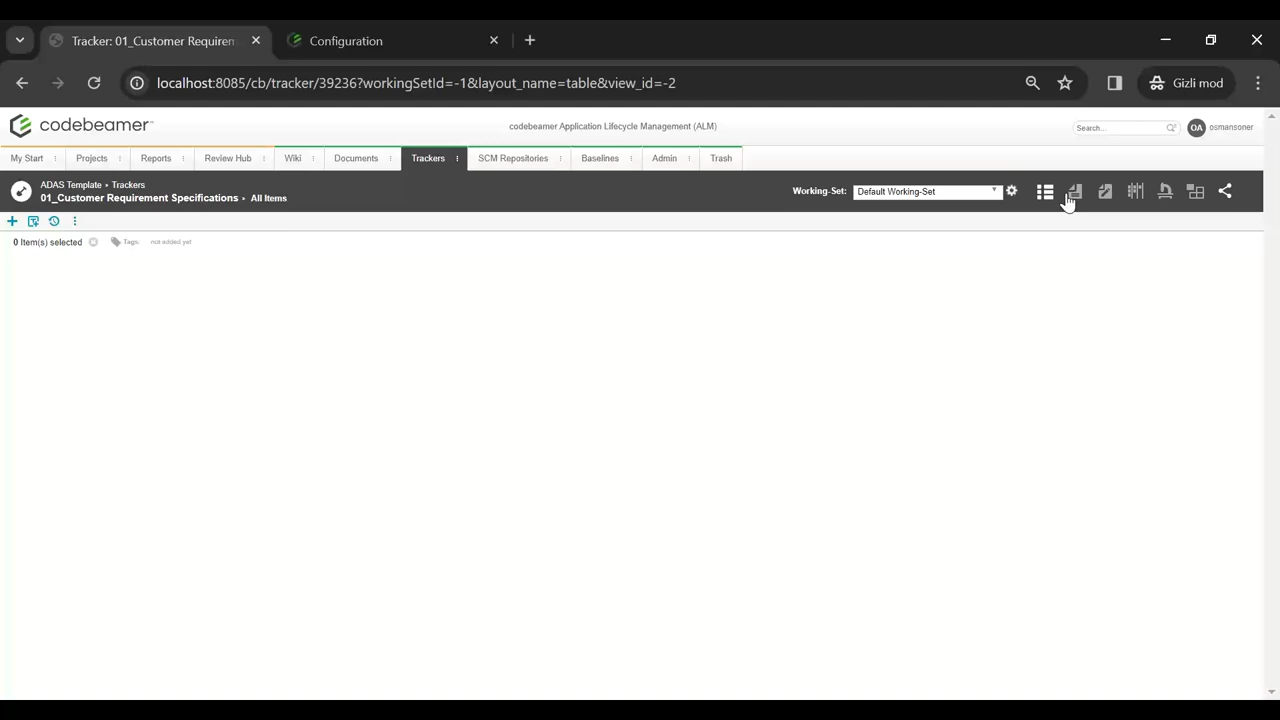 Tracker: 01_Customer Requirem
Configuration
localhost:8085/cb/tracker/39236?workingSetId=-1&layout_name=table&view_id=-2
Gizli mod
codebeamer
codebeamer Application Lifecycle Management (ALM)
Search...
OA
osmansoner
My Start
Projects
Reports
Review Hub
Wiki
Documents
Trackers
SCM Repositories
Baselines
Admin
Trash
ADAS Template
Trackers
01_Customer Requirement Specifications
All Items
Working-Set:
Default Working-Set
0 Item(s) selected
Tags:
not added yet